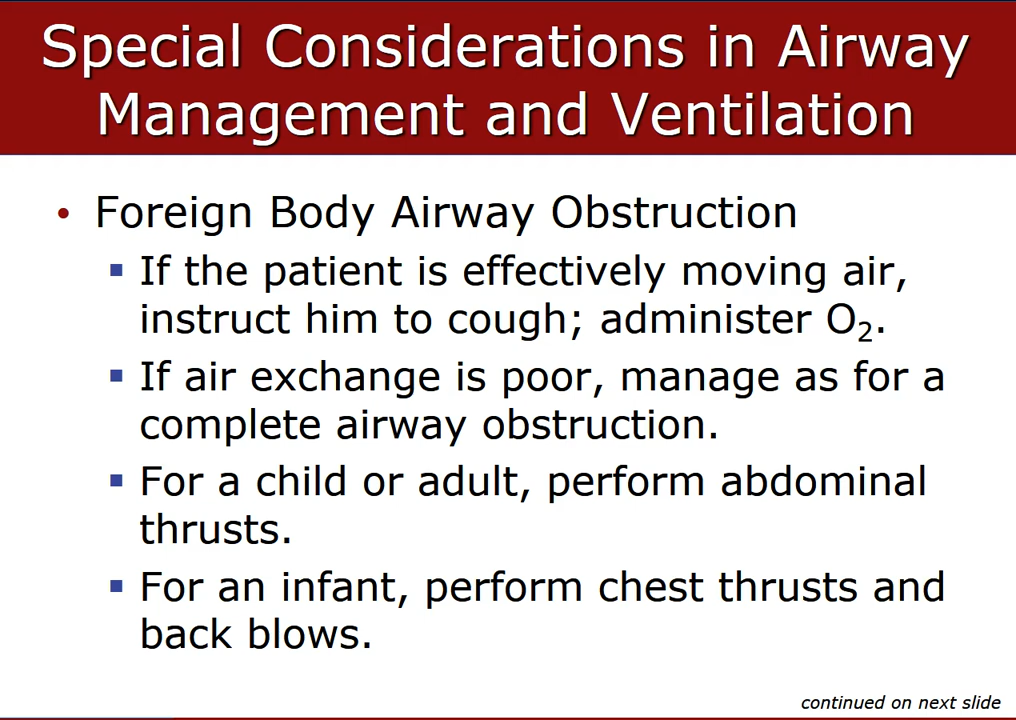 Special Considerations in Airway
Management and Ventilation
• Foreign Body Airway Obstruction
▪ If the patient is effectively moving air,
instruct him to cough; administer O₂.
▪ If air exchange is poor, manage as for a
complete airway obstruction.
▪ For a child or adult, perform abdominal
thrusts.
▪ For an infant, perform chest thrusts and
back blows.
continued on next slide